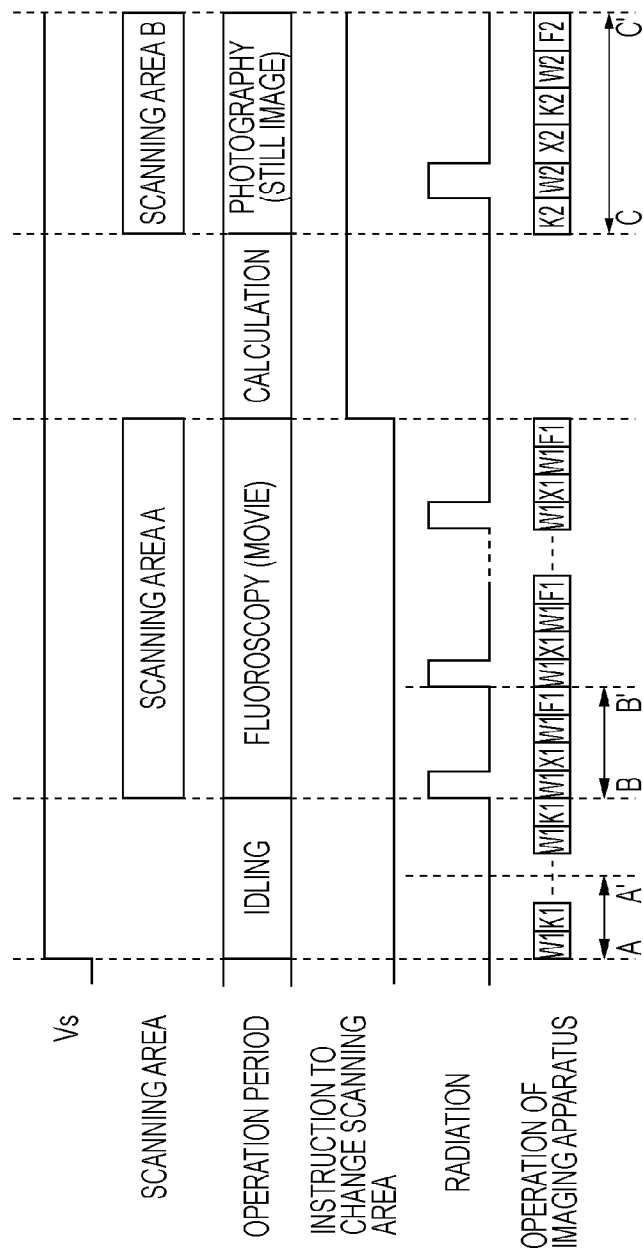 Vs
SCANNING AREA
SCANNING AREA A
SCANNING AREA B
OPERATION PERIOD
IDLING
FLUOROSCOPY (MOVIE)
CALCULATION
PHOTOGRAPHY
(STILL IMAGE)
INSTRUCTION TO
CHANGE SCANNING
AREA
RADIATION
OPERATION OF
IMAGING APPARATUS
W1 K1
W1 K1 W1 X1 W1 F1 W1 X1 W1 F1
W1 X1 W1 F1
K2 W2 X2 K2 W2 F2
A A' B B' C C'